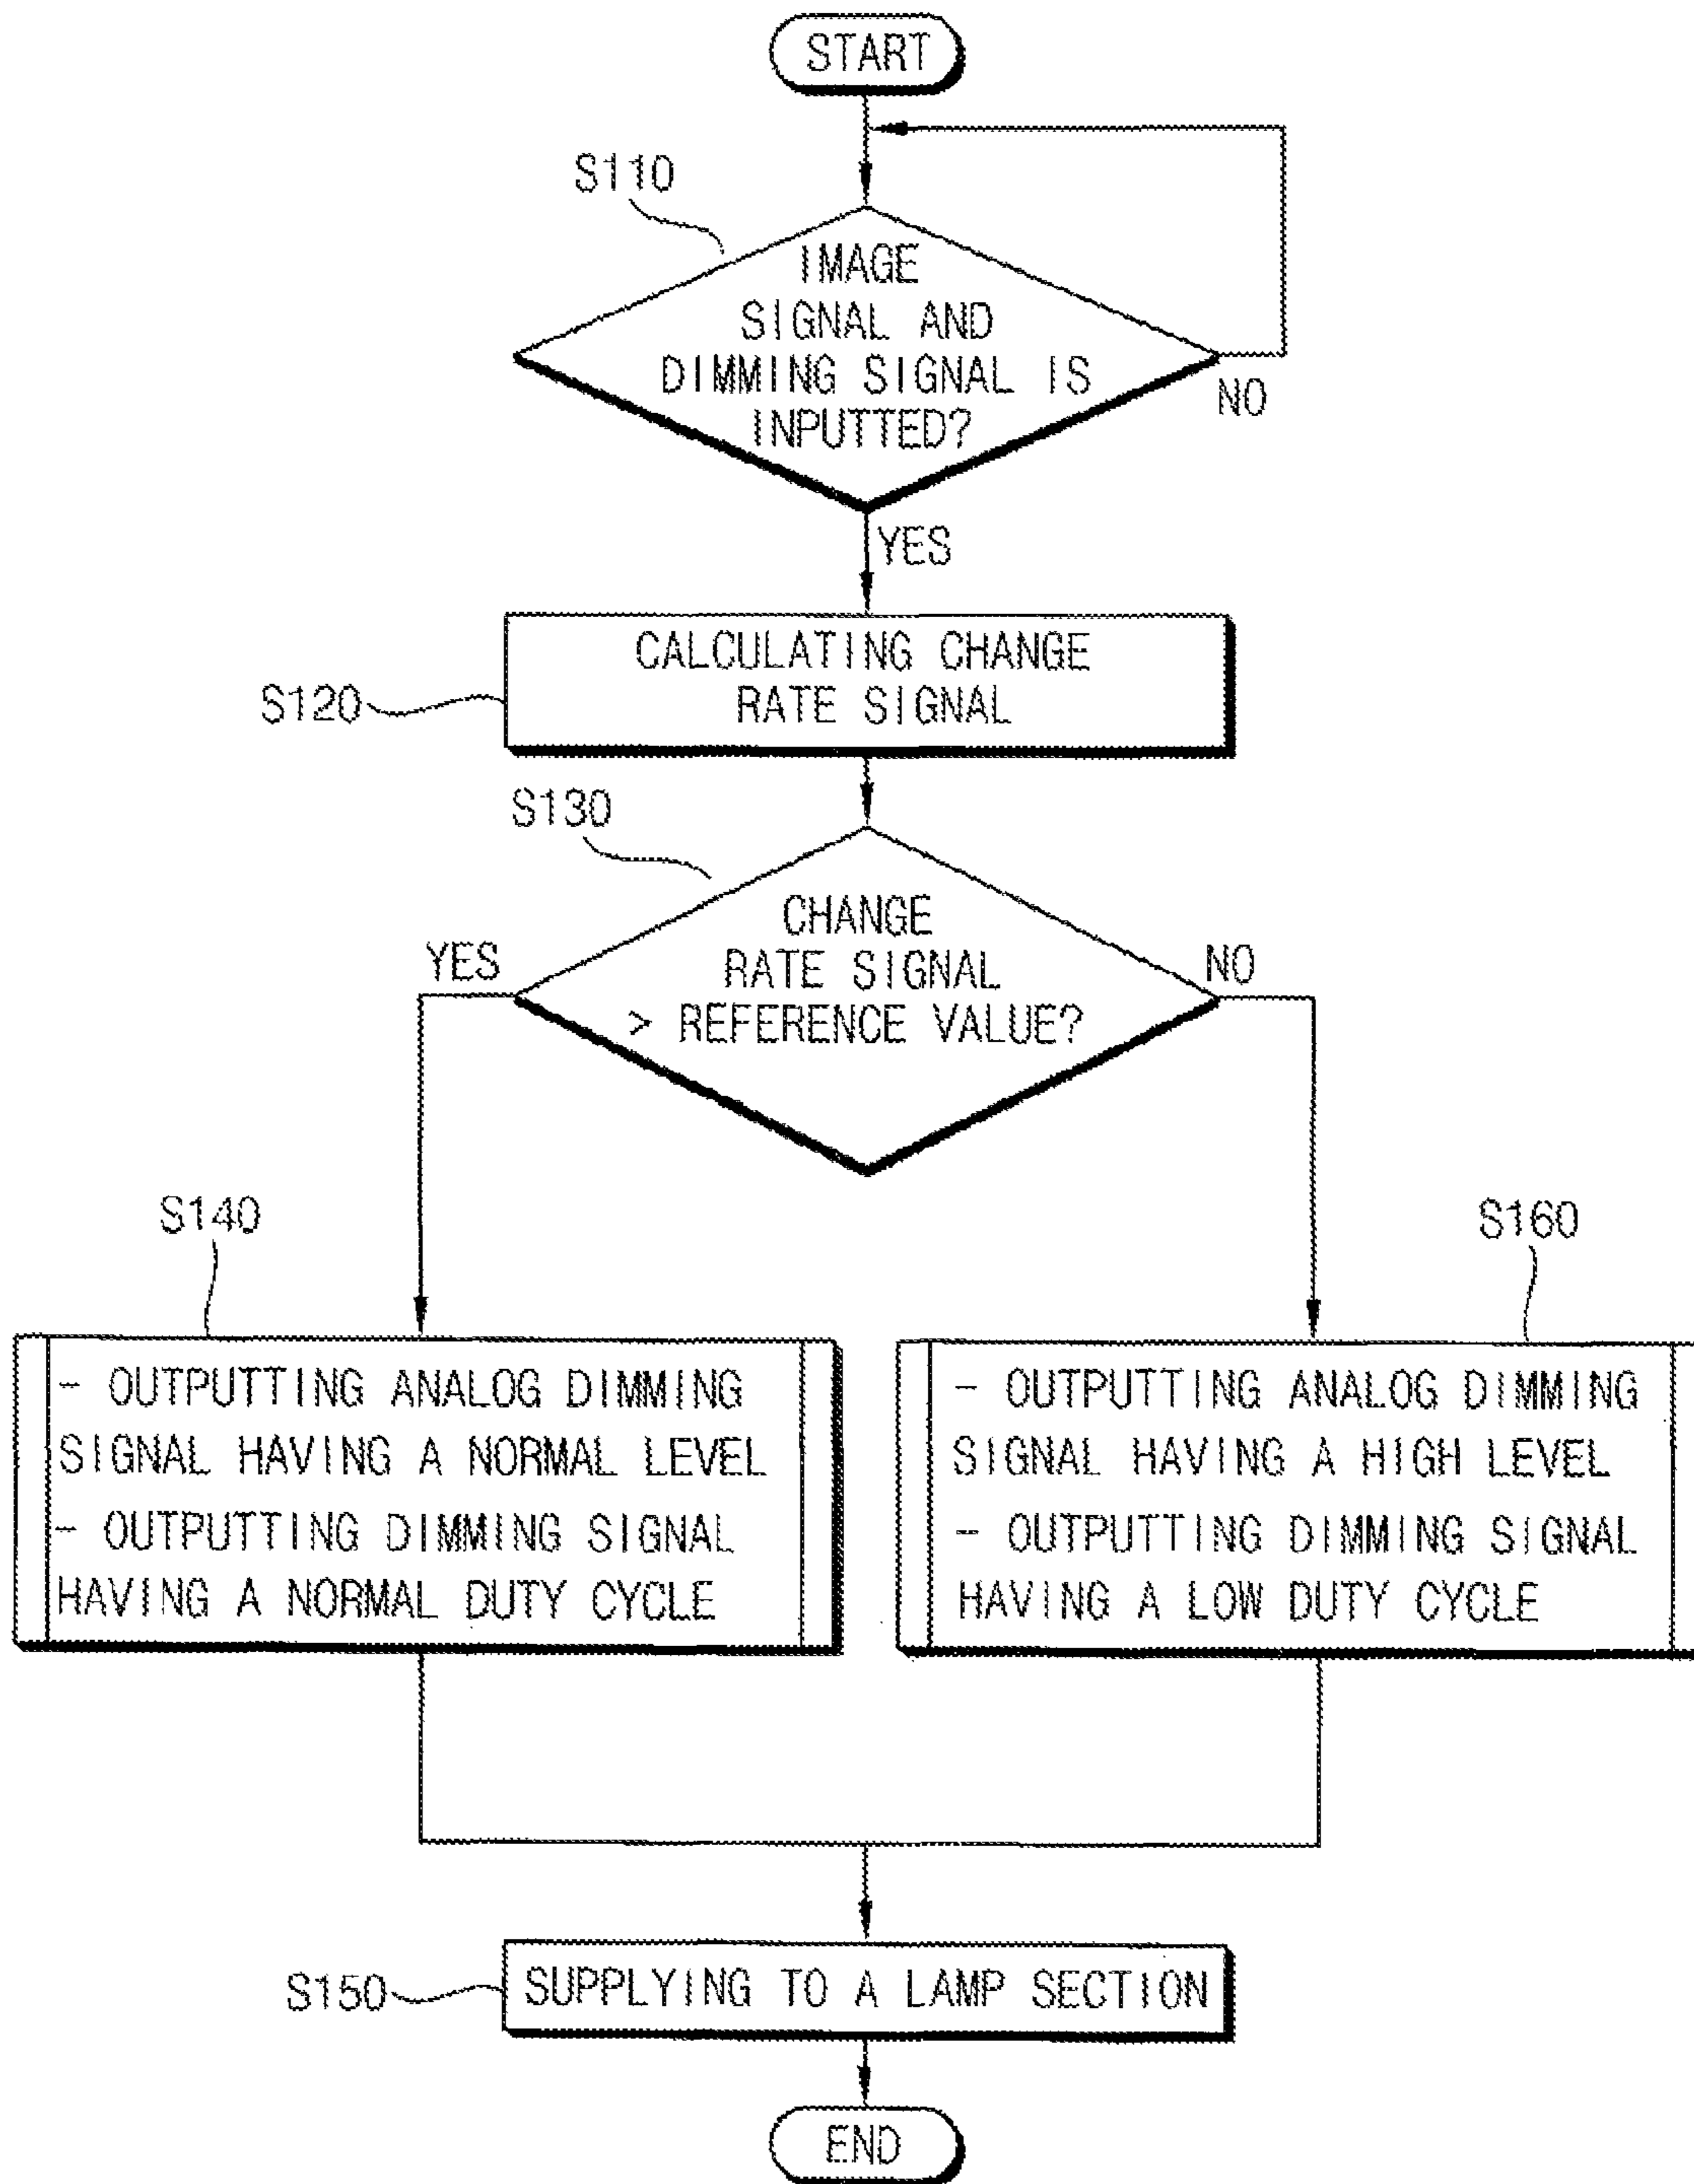 START
S110
IMAGE
SIGNAL AND
DIMMING SIGNAL IS
INPUTTED?
NO
YES
CALCULATING CHANGE
RATE SIGNAL
S120
S130
CHANGE
RATE SIGNAL
> REFERENCE VALUE?
YES
NO
S140
S160
- OUTPUTTING ANALOG DIMMING
SIGNAL HAVING A NORMAL LEVEL
- OUTPUTTING DIMMING SIGNAL
HAVING A NORMAL DUTY CYCLE
- OUTPUTTING ANALOG DIMMING
SIGNAL HAVING A HIGH LEVEL
- OUTPUTTING DIMMING SIGNAL
HAVING A LOW DUTY CYCLE
S150
SUPPLYING TO A LAMP SECTION
END